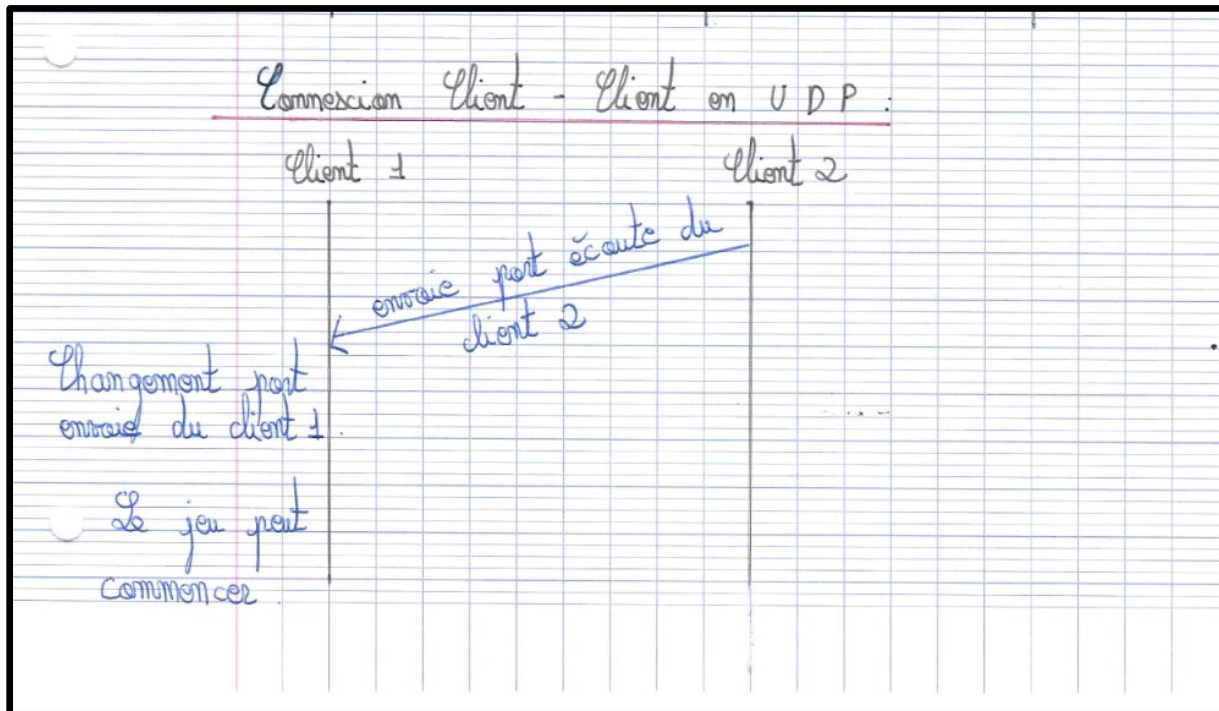 Connexion Client - Client en UDP :
Client 1
Client 2
envoie port écoute du
client 2
Changement port
envoie du client 1.
Le jeu peut
commencer